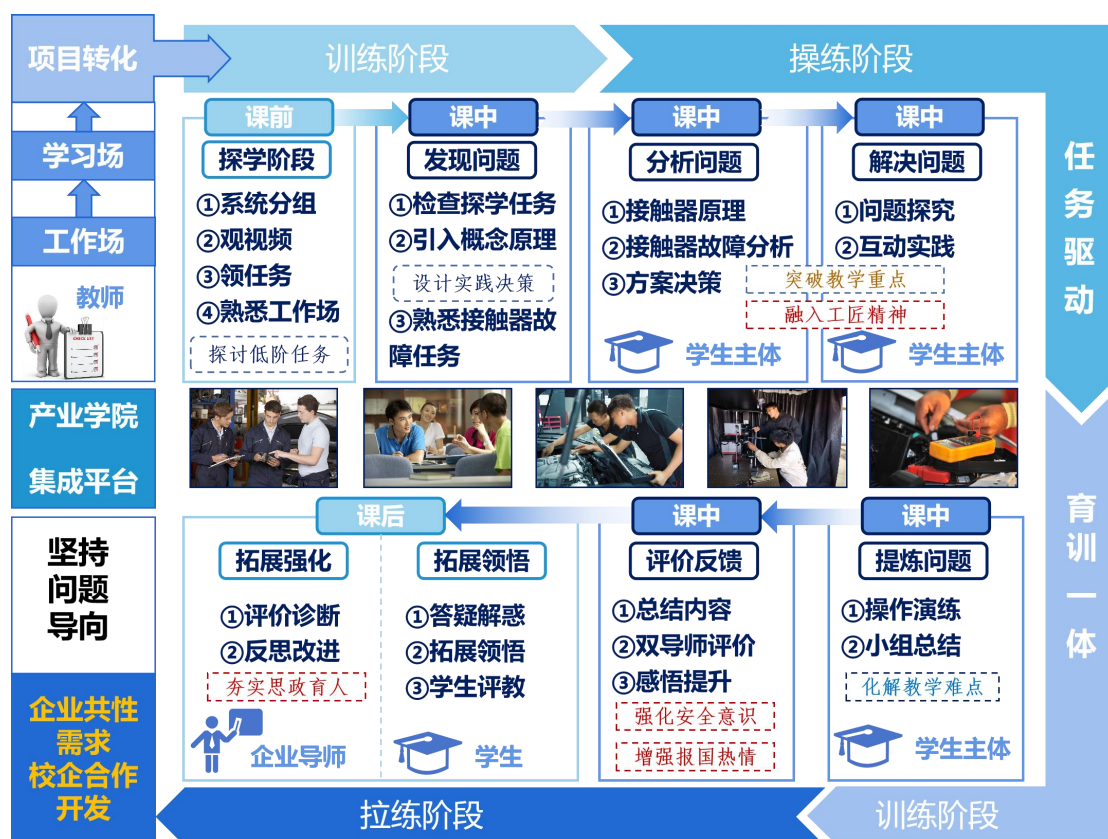 项目转化
训练阶段
操练阶段
学习场
工作场
教师
课前
探学阶段
①系统分组
②观视频
③领任务
④熟悉工作场
探讨低阶任务
课中
发现问题
①检查探学任务
②引入概念原理
设计实践决策
③熟悉接触器故
障任务
课中
分析问题
①接触器原理
②接触器故障分析
③方案决策
学生主体
课中
解决问题
①问题探究
②互动实践
突破教学重点
融入工匠精神
学生主体
任务驱动
产业学院
集成平台
育训一体
坚持
问题
导向
企业共性
需求
校企合作
开发
课后
拓展强化
①评价诊断
②反思改进
夯实思政育人
企业导师
拓展领悟
①答疑解惑
②拓展领悟
③学生评教
学生
课中
评价反馈
①总结内容
②双导师评价
③感悟提升
强化安全意识
增强报国热情
课中
提炼问题
①操作演练
②小组总结
化解教学难点
学生主体
拉练阶段
训练阶段